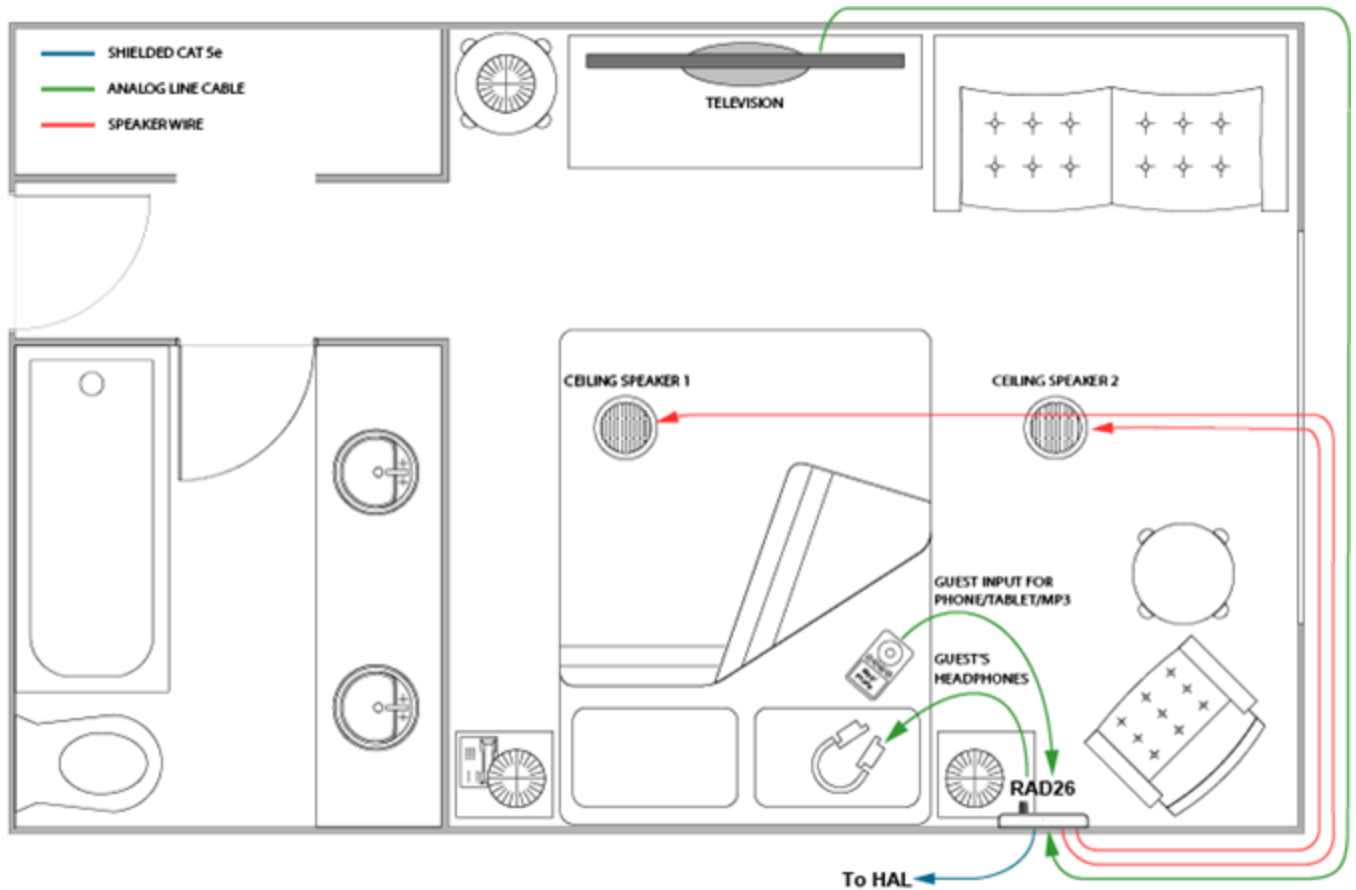 SHIELDED CAT 5e
ANALOG LINE CABLE
SPEAKER WIRE
TELEVISION
CEILING SPEAKER 1
CEILING SPEAKER 2
GUEST INPUT FOR
PHONE/TABLET/MP3
GUEST'S
HEADPHONES
RAD26
To HAL